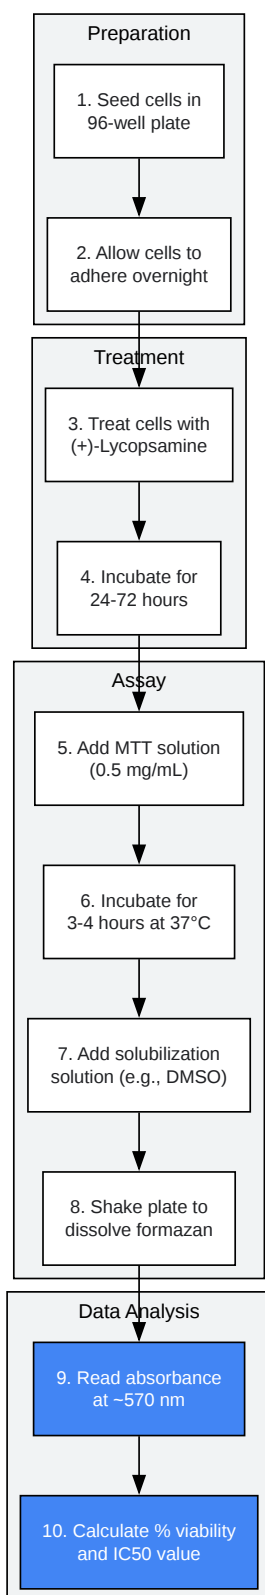 Preparation
1. Seed cells in
96-well plate
2. Allow cells to
adhere overnight
Treatment
3. Treat cells with
(+)-Lycopsamine
4. Incubate for
24-72 hours
Assay
5. Add MTT solution
(0.5 mg/mL)
6. Incubate for
3-4 hours at 37°C
7. Add solubilization
solution (e.g., DMSO)
8. Shake plate to
dissolve formazan
Data Analysis
9. Read absorbance
at ~570 nm
10. Calculate % viability
and IC50 value